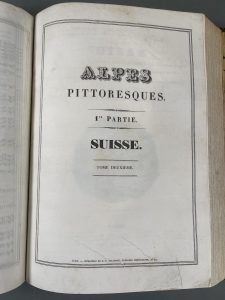 ALPES
PITTORESQUES.
1re PARTIE.
SUISSE.
TOME DEUXIÈME.